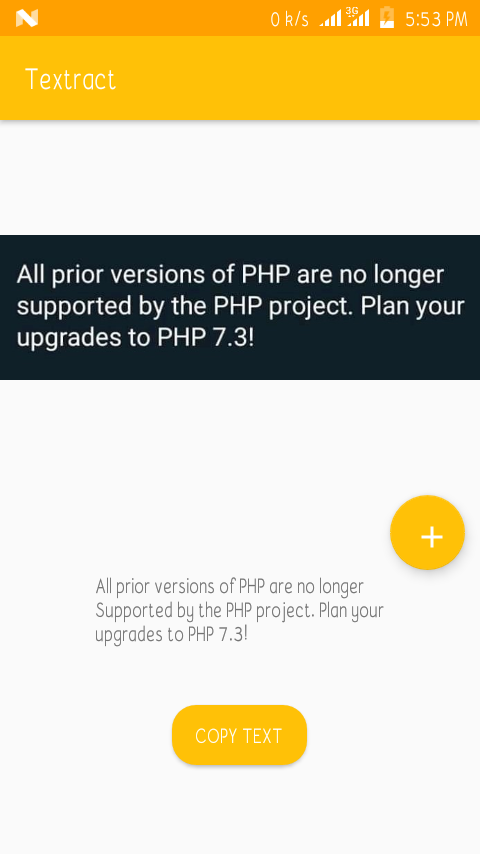 0 k/s 3G 5:53 PM
Textract
All prior versions of PHP are no longer
supported by the PHP project. Plan your
upgrades to PHP 7.3!
+
All prior versions of PHP are no longer
Supported by the PHP project. Plan your
upgrades to PHP 7.3!
COPY TEXT